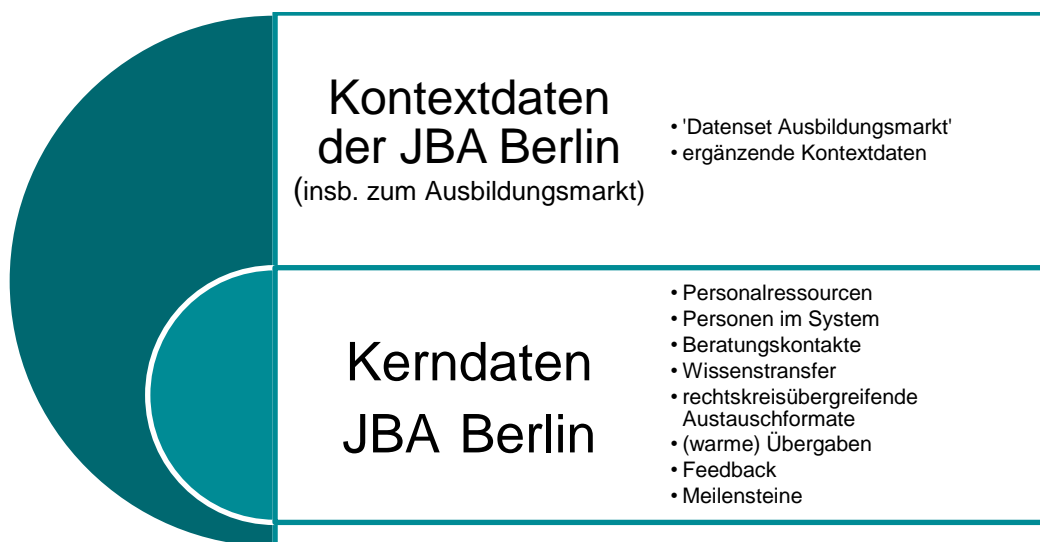 Kontextdaten
der JBA Berlin
(insb. zum Ausbildungsmarkt)
• 'Datenset Ausbildungsmarkt'
• ergänzende Kontextdaten
Kerndaten
JBA Berlin
• Personalressourcen
• Personen im System
• Beratungskontakte
• Wissenstransfer
• rechtskreisübergreifende
Austauschformate
• (warme) Übergaben
• Feedback
• Meilensteine